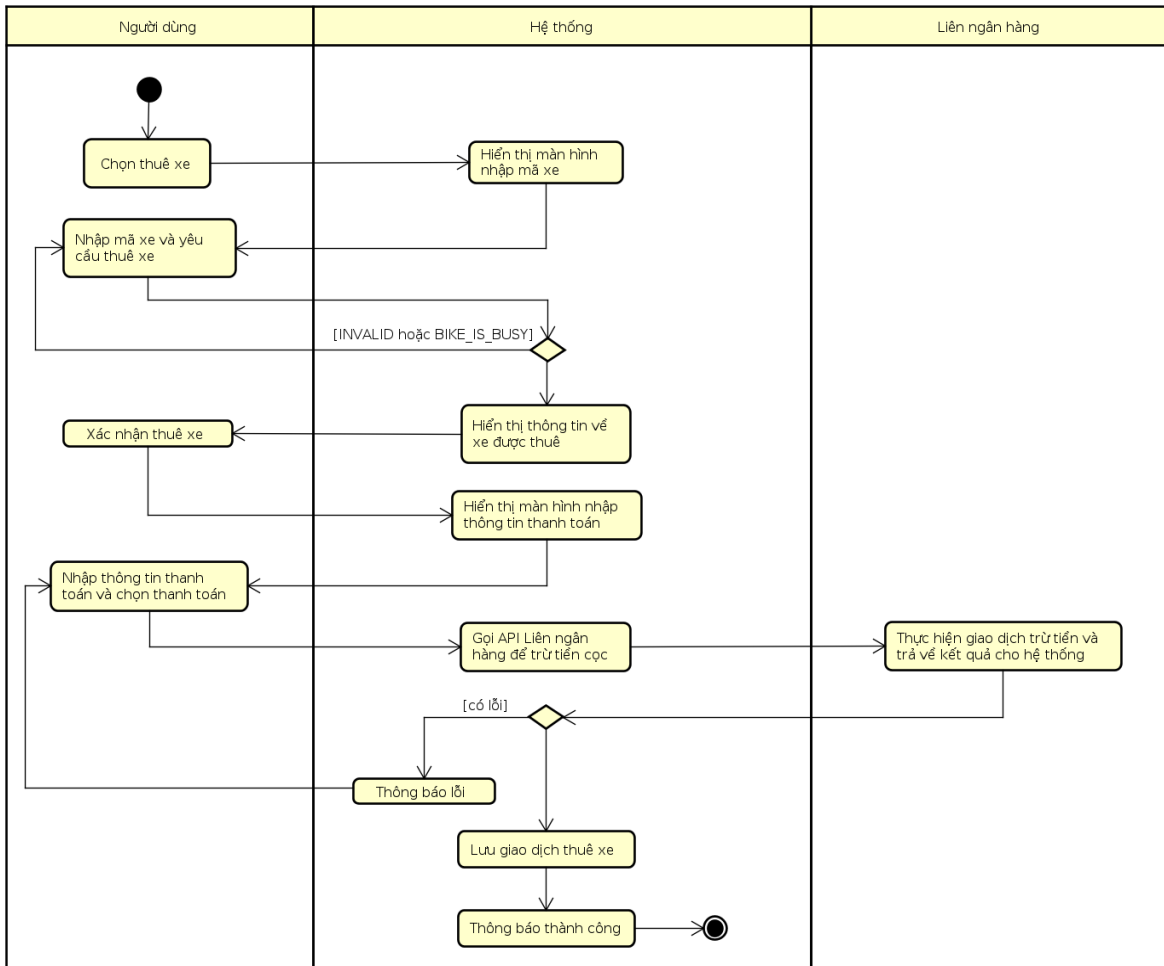 Người dùng
Hệ thống
Liên ngân hàng
Chọn thuê xe
Hiển thị màn hình
nhập mã xe
Nhập mã xe và yêu
cầu thuê xe
[INVALID hoặc BIKE_IS_BUSY]
Hiển thị thông tin về
xe được thuê
Xác nhận thuê xe
Hiển thị màn hình nhập
thông tin thanh toán
Nhập thông tin thanh
toán và chọn thanh toán
Gọi API Liên ngân
hàng để trừ tiền cọc
Thực hiện giao dịch trừ tiền và
trả về kết quả cho hệ thống
[có lỗi]
Thông báo lỗi
Lưu giao dịch thuê xe
Thông báo thành công